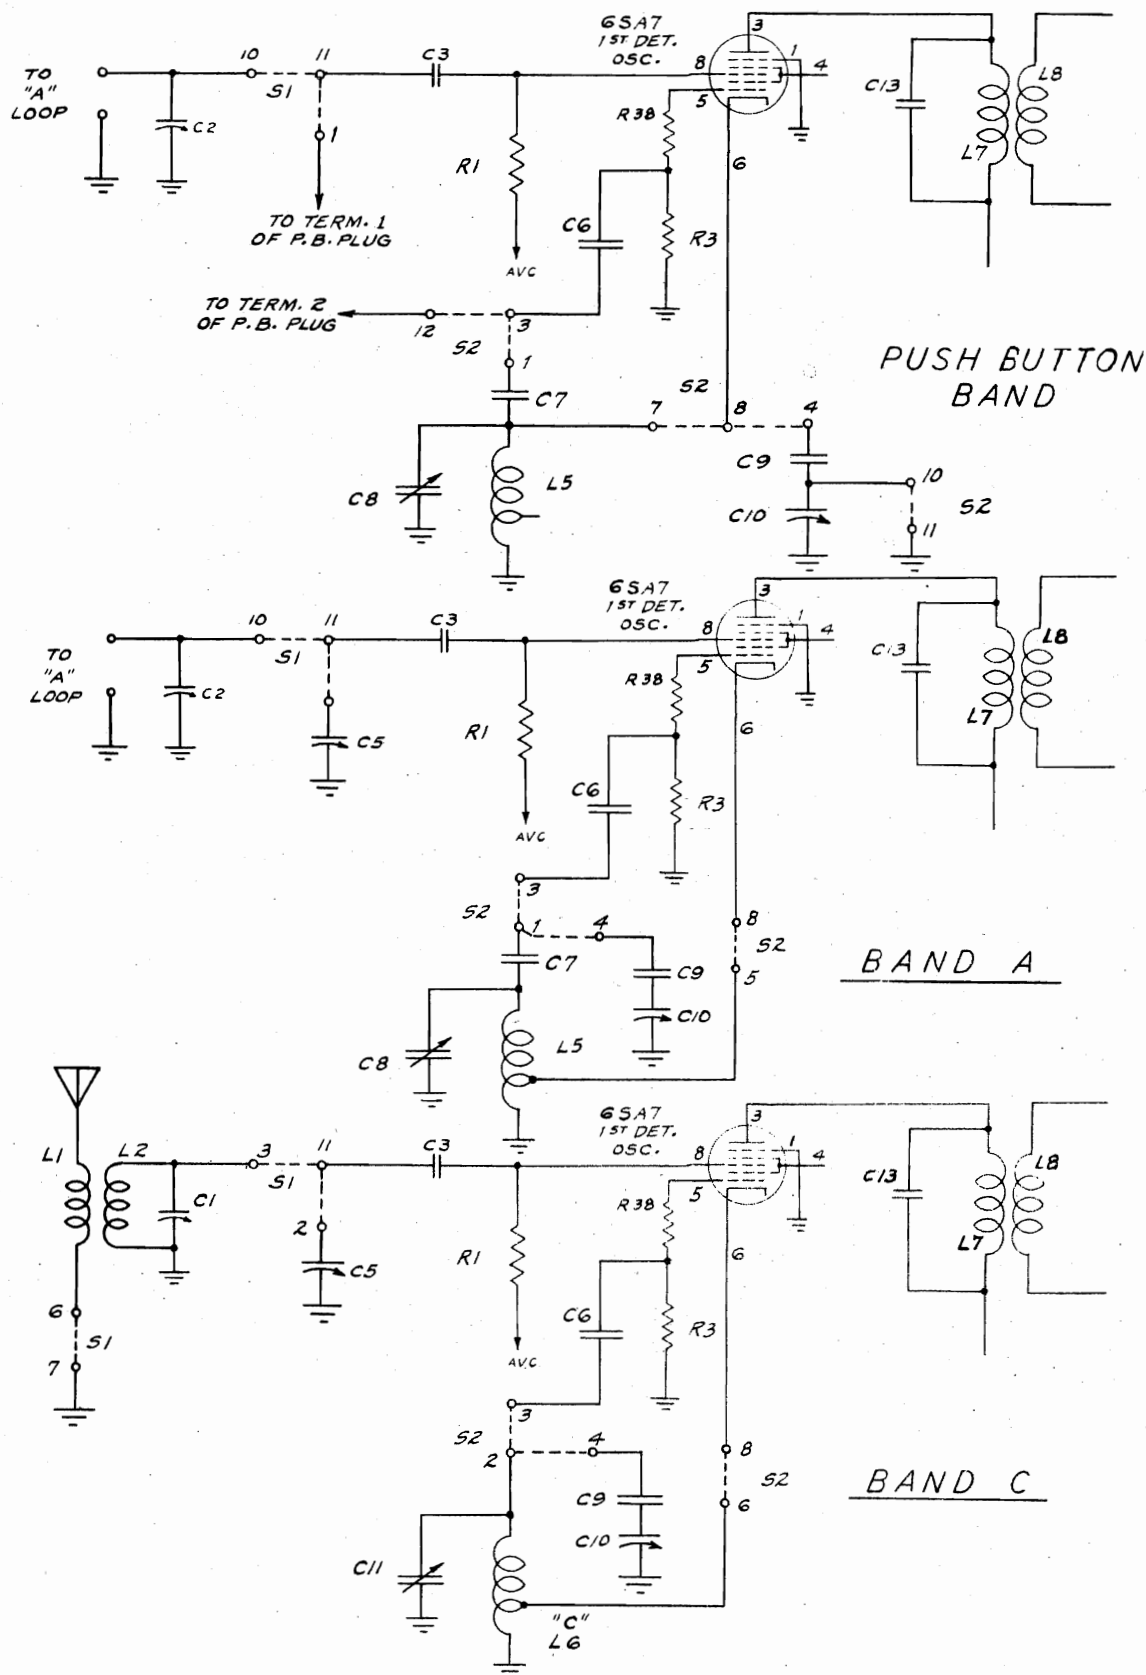 6SA7
1ST DET.
OSC.
3
1
8
4
5
TO
"A"
LOOP
10
11
C3
S1
C2
1
R1
R38
6
C13
L7
L8
TO TERM. 1
OF P.B. PLUG
C6
R3
AVC
TO TERM. 2
OF P.B. PLUG
12
3
S2
1
C7
PUSH BUTTON
BAND
S2
7
8
4
C9
10
C8
L5
C10
S2
11
6SA7
1ST DET.
OSC.
3
1
8
4
5
TO
"A"
LOOP
10
11
C3
S1
C2
C5
R1
R38
6
C13
L7
L8
C6
R3
AVC
3
S2
1
4
C7
C9
C10
8
S2
5
BAND A
C8
L5
6SA7
1ST DET.
OSC.
3
1
8
4
5
L1
L2
3
11
C3
S1
C1
2
C5
R1
R38
6
C13
L7
L8
6
S1
7
C6
R3
AVC
3
S2
2
4
8
S2
6
BAND C
C9
C10
C11
"C"
L6